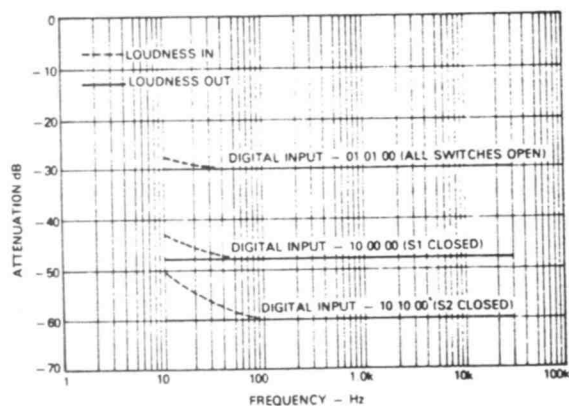 0
-10
-20
-30
-40
-50
-60
-70
ATTENUATION dB
LOUDNESS IN
LOUDNESS OUT
DIGITAL INPUT – 01 01 00 (ALL SWITCHES OPEN)
DIGITAL INPUT – 10 00 00 (S1 CLOSED)
DIGITAL INPUT – 10 10 00 (S2 CLOSED)
1 10 100 1.0k 10k 100k
FREQUENCY – Hz